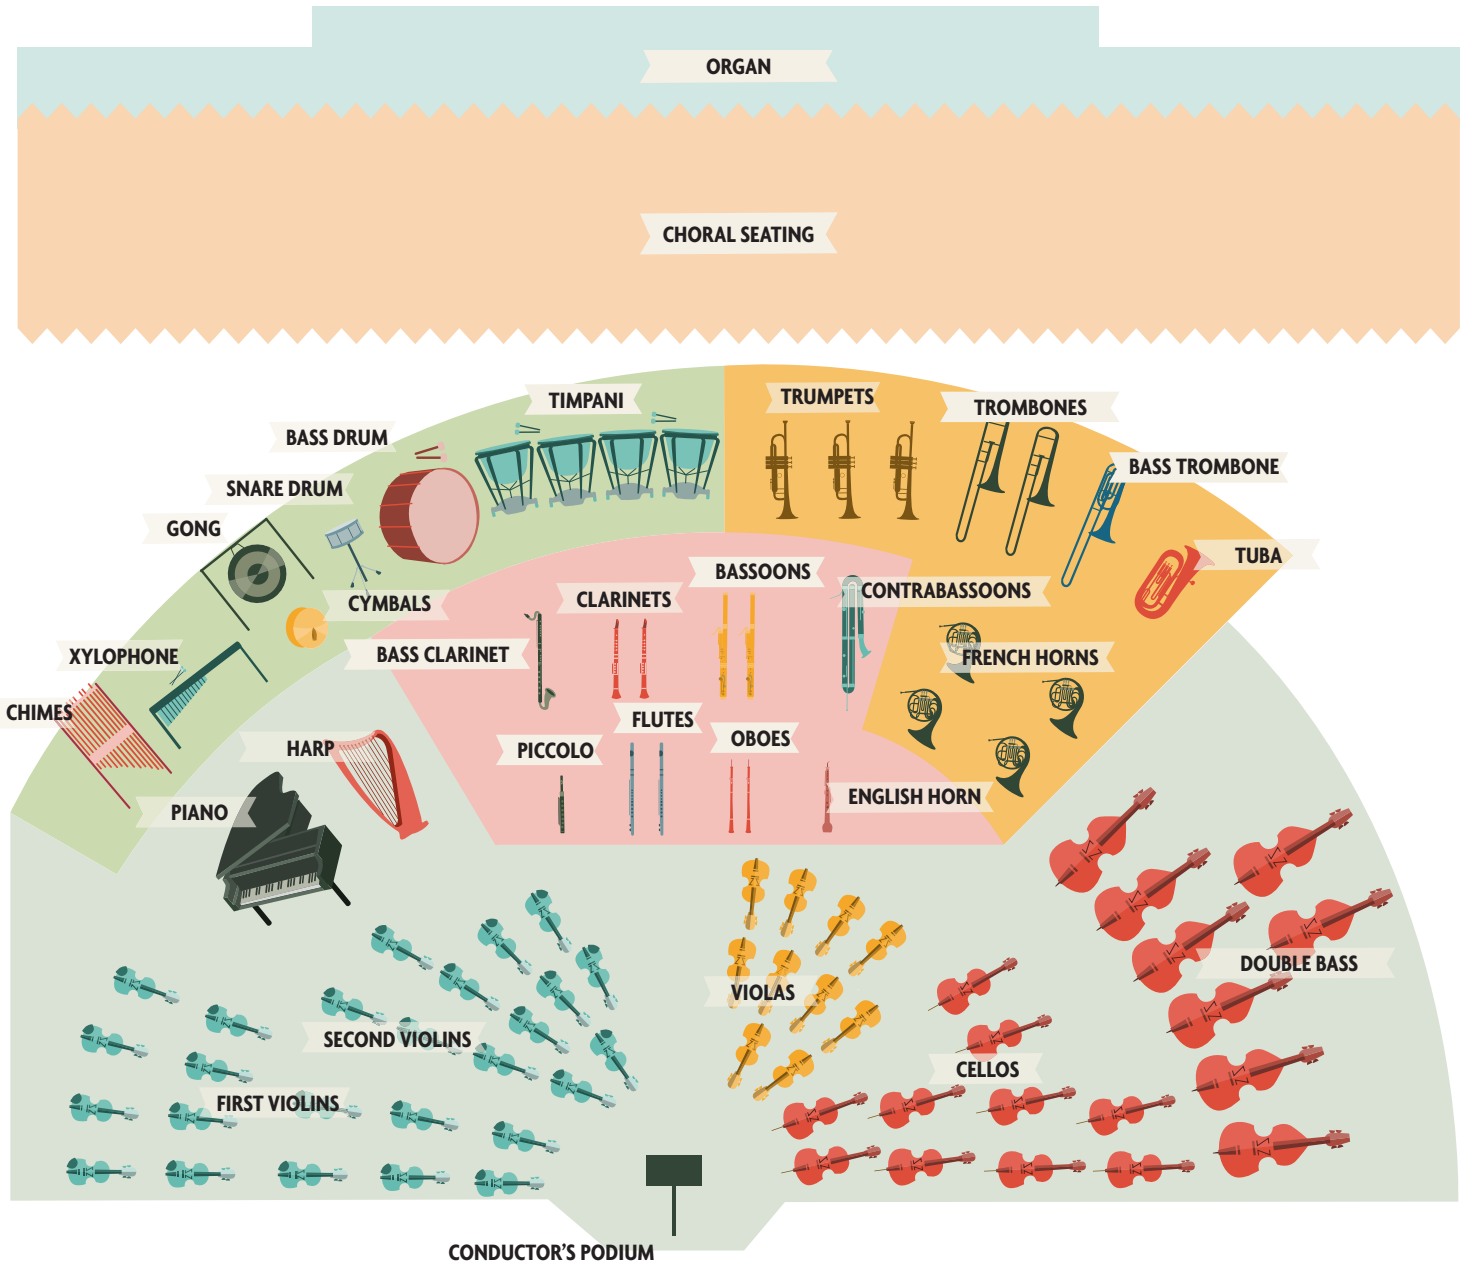 ORGAN
CHORAL SEATING
TIMPANI
TRUMPETS
TROMBONES
BASS DRUM
BASS TROMBONE
SNARE DRUM
GONG
TUBA
CYMBALS
CLARINETS
BASSOONS
CONTRABASSOONS
XYLOPHONE
BASS CLARINET
FRENCH HORNS
CHIMES
FLUTES
HARP
PICCOLO
OBOES
PIANO
ENGLISH HORN
VIOLAS
DOUBLE BASS
SECOND VIOLINS
CELLOS
FIRST VIOLINS
CONDUCTOR'S PODIUM